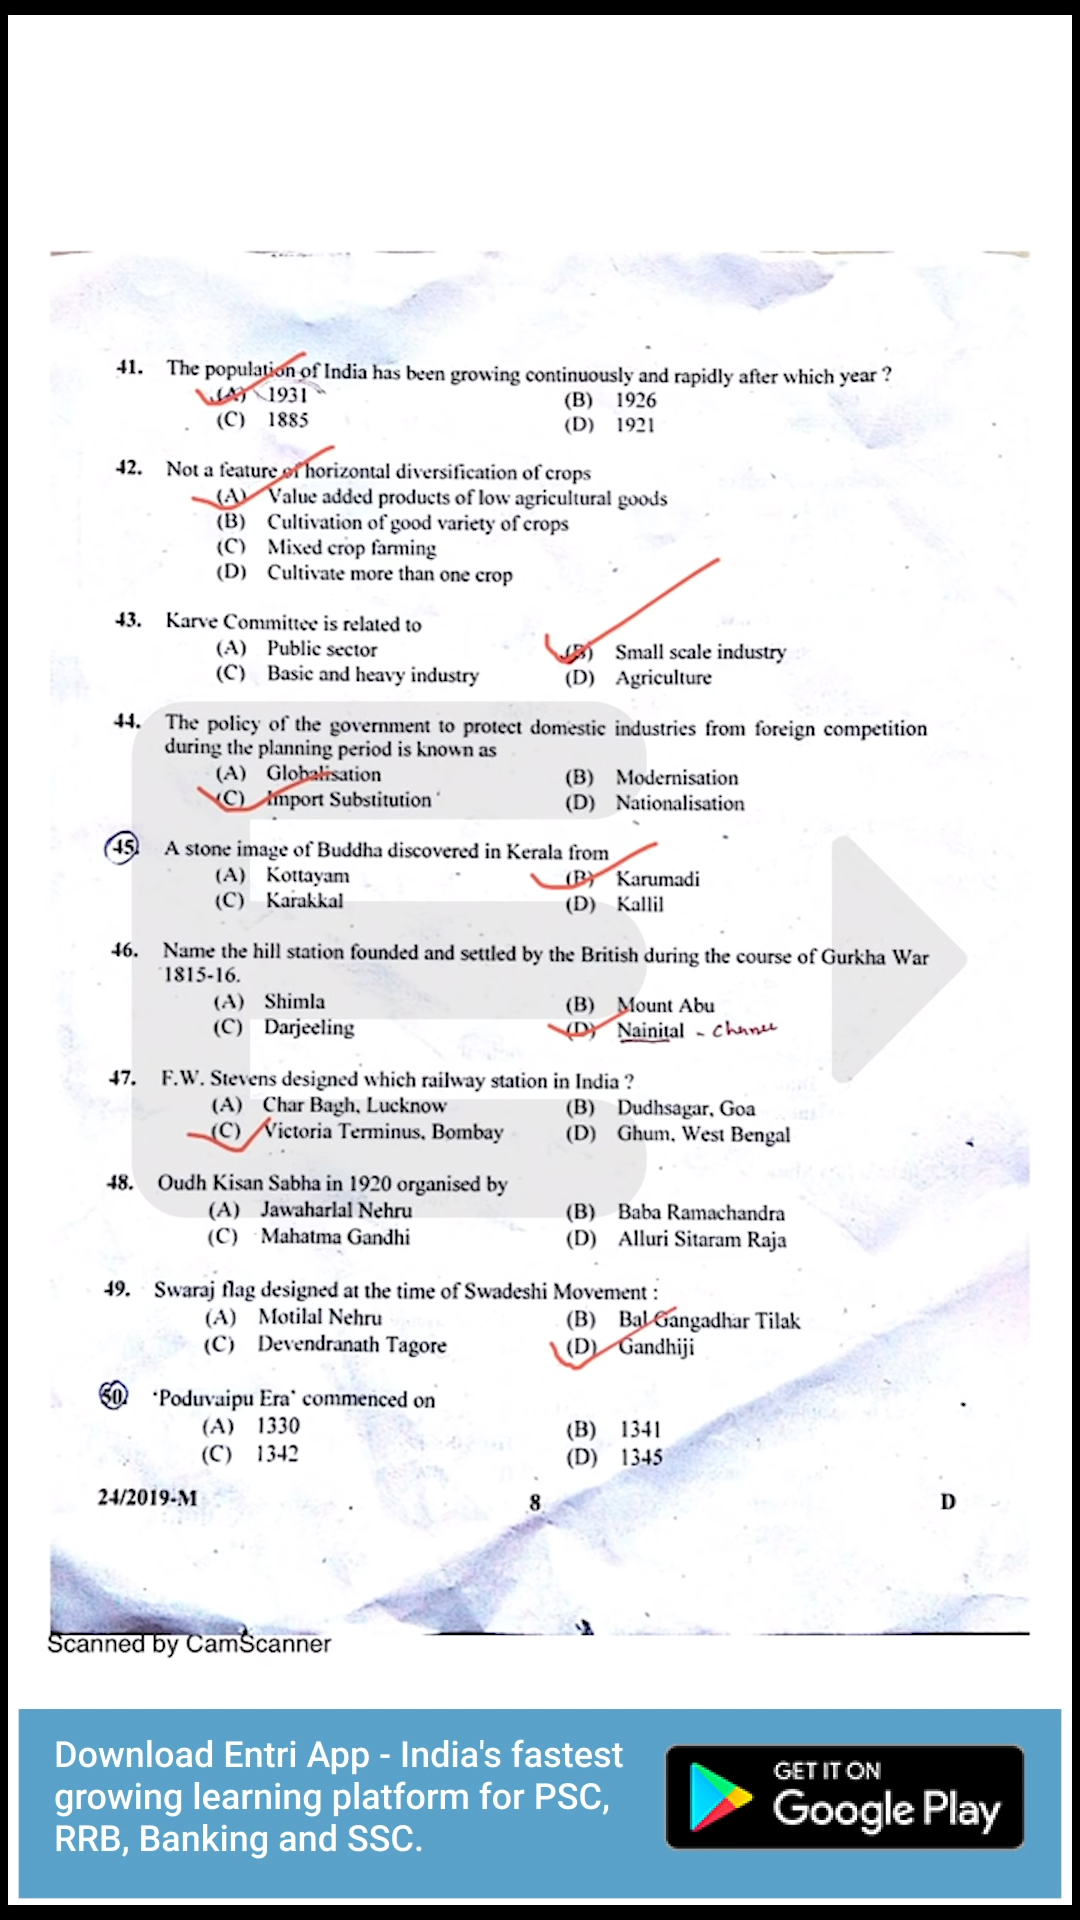 41. The population of India has been growing continuously and rapidly after which year ?
(A) 1931 (B) 1926
(C) 1885 (D) 1921
42. Not a feature of horizontal diversification of crops
(A) Value added products of low agricultural goods
(B) Cultivation of good variety of crops
(C) Mixed crop farming
(D) Cultivate more than one crop
43. Karve Committee is related to
(A) Public sector (B) Small scale industry
(C) Basic and heavy industry (D) Agriculture
44. The policy of the government to protect domestic industries from foreign competition
during the planning period is known as
(A) Globalisation (B) Modernisation
(C) Import Substitution (D) Nationalisation
45. A stone image of Buddha discovered in Kerala from
(A) Kottayam (B) Karumadi
(C) Karakkal (D) Kallil
46. Name the hill station founded and settled by the British during the course of Gurkha War
1815-16.
(A) Shimla (B) Mount Abu
(C) Darjeeling (D) Nainital - Chance
47. F.W. Stevens designed which railway station in India ?
(A) Char Bagh, Lucknow (B) Dudhsagar, Goa
(C) Victoria Terminus, Bombay (D) Ghum, West Bengal
48. Oudh Kisan Sabha in 1920 organised by
(A) Jawaharlal Nehru (B) Baba Ramachandra
(C) Mahatma Gandhi (D) Alluri Sitaram Raja
49. Swaraj flag designed at the time of Swadeshi Movement :
(A) Motilal Nehru (B) Bal Gangadhar Tilak
(C) Devendranath Tagore (D) Gandhiji
50. 'Poduvaipu Era' commenced on
(A) 1330 (B) 1341
(C) 1342 (D) 1345
24/2019-M 8 D
Scanned by CamScanner
Download Entri App - India's fastest
growing learning platform for PSC,
RRB, Banking and SSC.
GET IT ON
Google Play